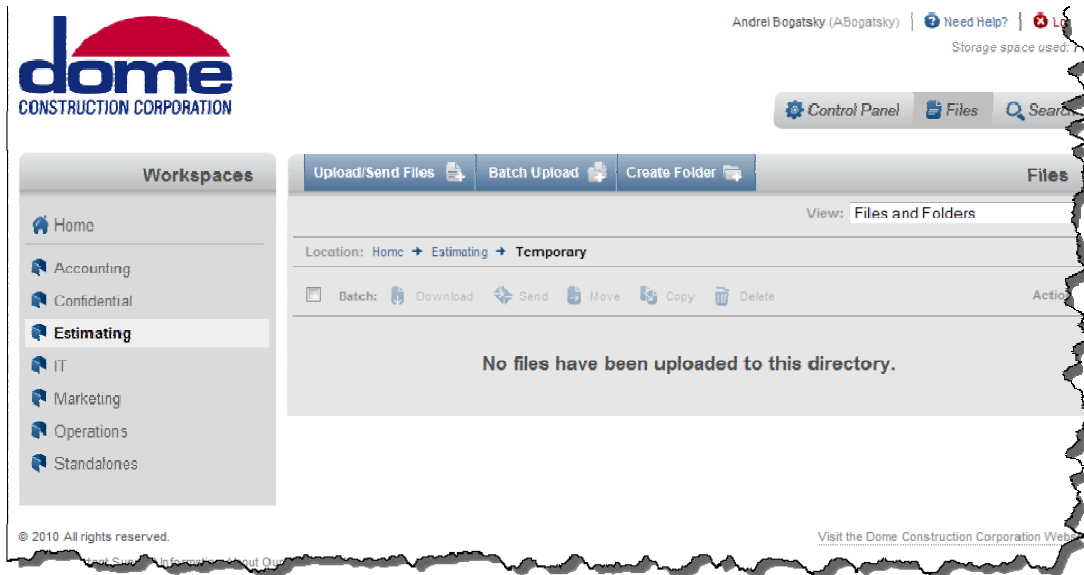 dome
CONSTRUCTION CORPORATION
Andrei Bogatsky (ABogatsky) Need Help?
Storage space used:
Control Panel Files Search
Workspaces
Home
Accounting
Confidential
Estimating
IT
Marketing
Operations
Standalones
Upload/Send Files Batch Upload Create Folder Files
View: Files and Folders
Location: Home Estimating Temporary
Batch: Download Send Move Copy Delete
No files have been uploaded to this directory.
© 2010 All rights reserved.
Visit the Dome Construction Corporation